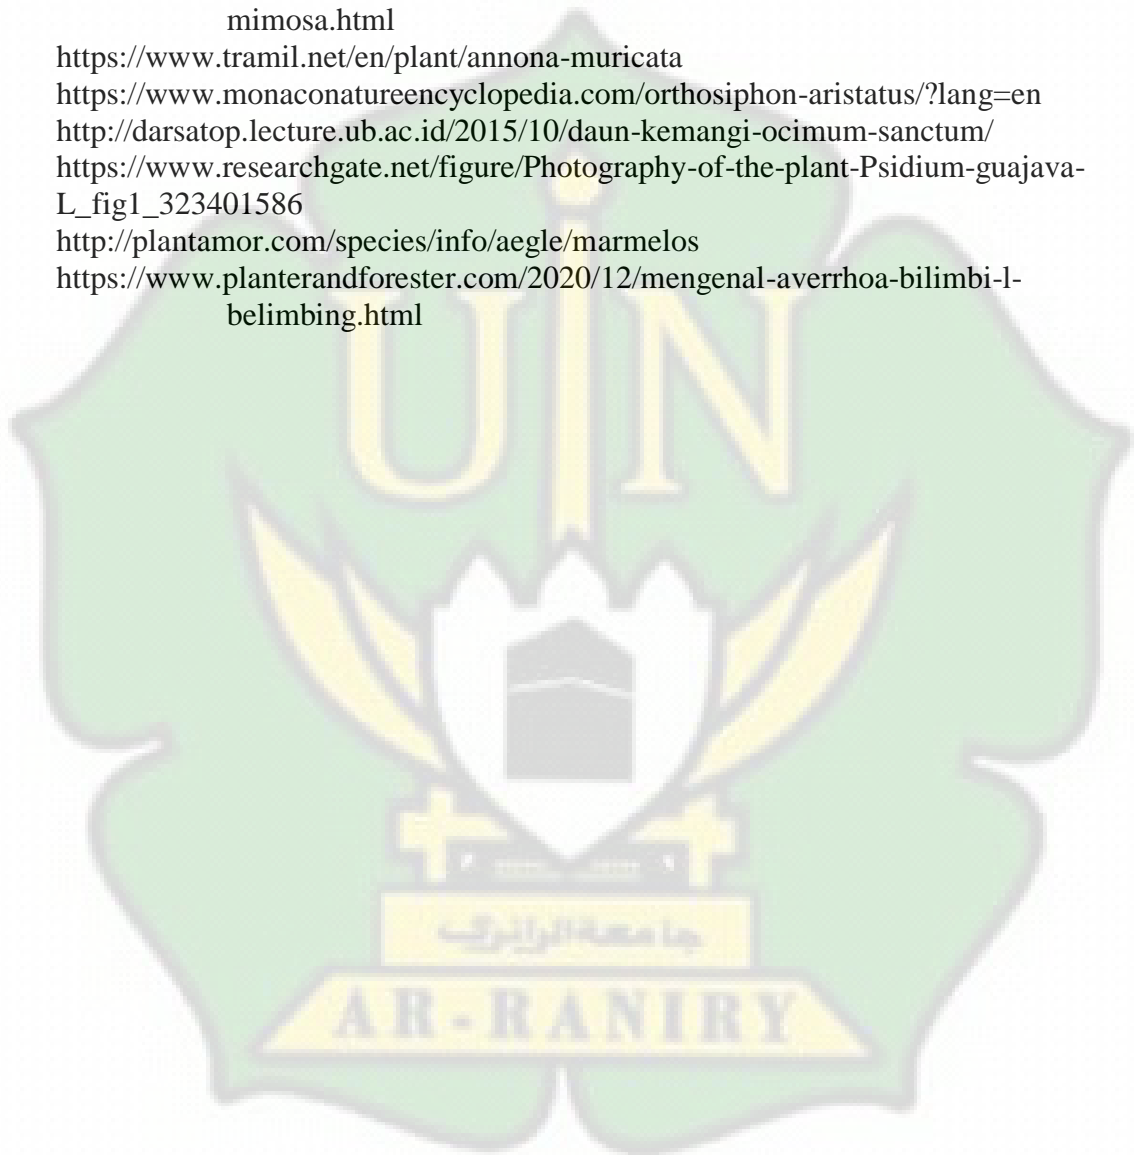 mimosa.html
https://www.tramil.net/en/plant/annona-muricata
https://www.monaconatureencyclopedia.com/orthosiphon-aristatus/?lang=en
http://darsatop.lecture.ub.ac.id/2015/10/daun-kemangi-ocimum-sanctum/
https://www.researchgate.net/figure/Photography-of-the-plant-Psidium-guajava-
L_fig1_323401586
http://plantamor.com/species/info/aegle/marmelos
https://www.planterandforester.com/2020/12/mengenal-averrhoa-bilimbi-l-
belimbing.html
UIN
جامعة الرانيري
AR-RANIRY